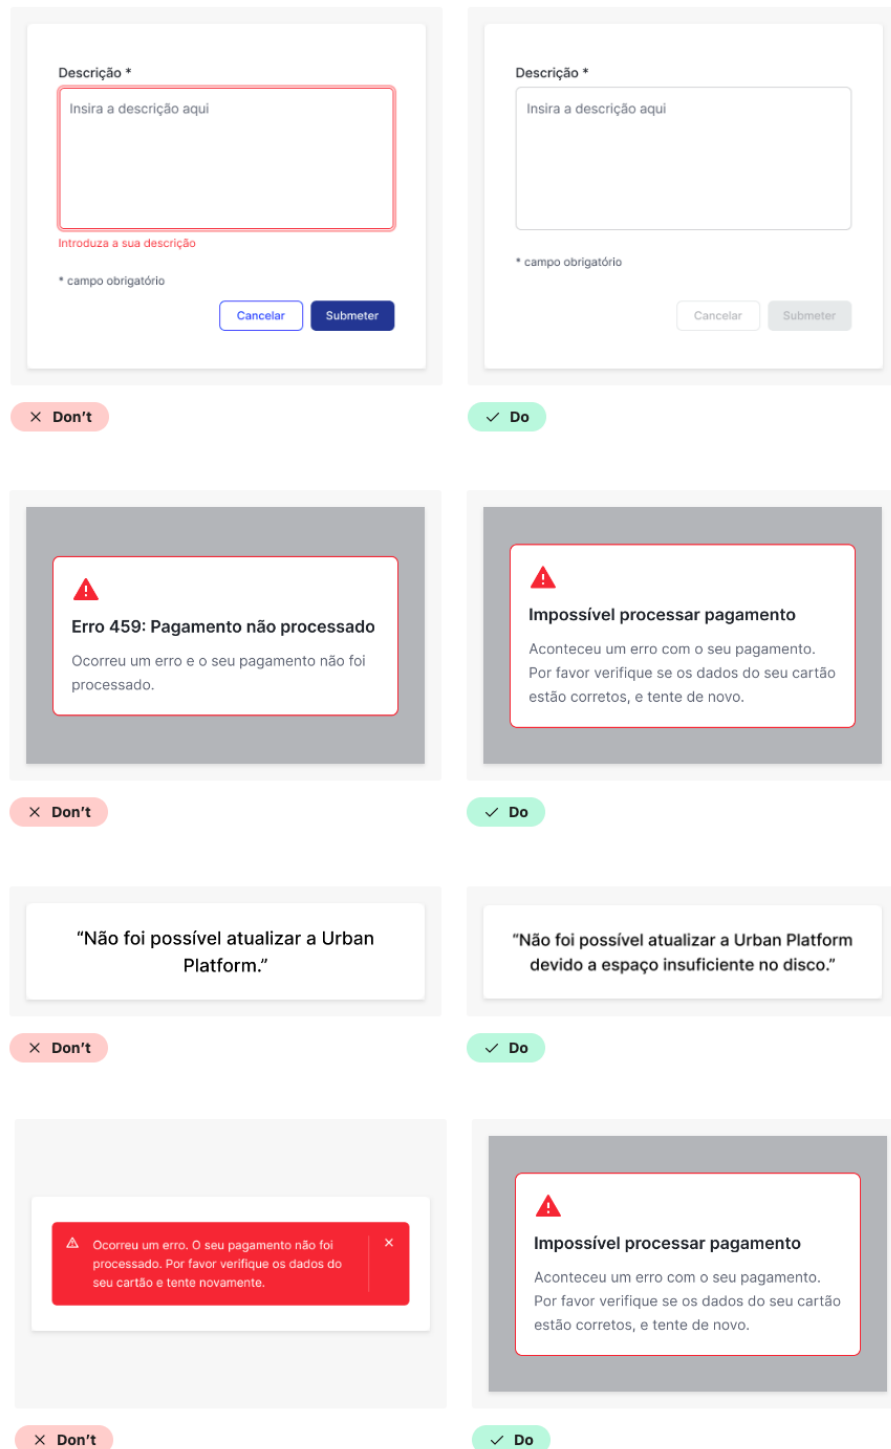 Descrição *
Insira a descrição aqui
Introduza a sua descrição
* campo obrigatório
Cancelar
Submeter
Don't
Descrição *
Insira a descrição aqui
* campo obrigatório
Cancelar
Submeter
Do
Erro 459: Pagamento não processado
Ocorreu um erro e o seu pagamento não foi
processado.
Don't
Impossível processar pagamento
Aconteceu um erro com o seu pagamento.
Por favor verifique se os dados do seu cartão
estão corretos, e tente de novo.
Do
“Não foi possível atualizar a Urban
Platform.”
Don't
“Não foi possível atualizar a Urban Platform
devido a espaço insuficiente no disco.”
Do
Ocorreu um erro. O seu pagamento não foi
processado. Por favor verifique os dados do
seu cartão e tente novamente.
Don't
Impossível processar pagamento
Aconteceu um erro com o seu pagamento.
Por favor verifique se os dados do seu cartão
estão corretos, e tente de novo.
Do